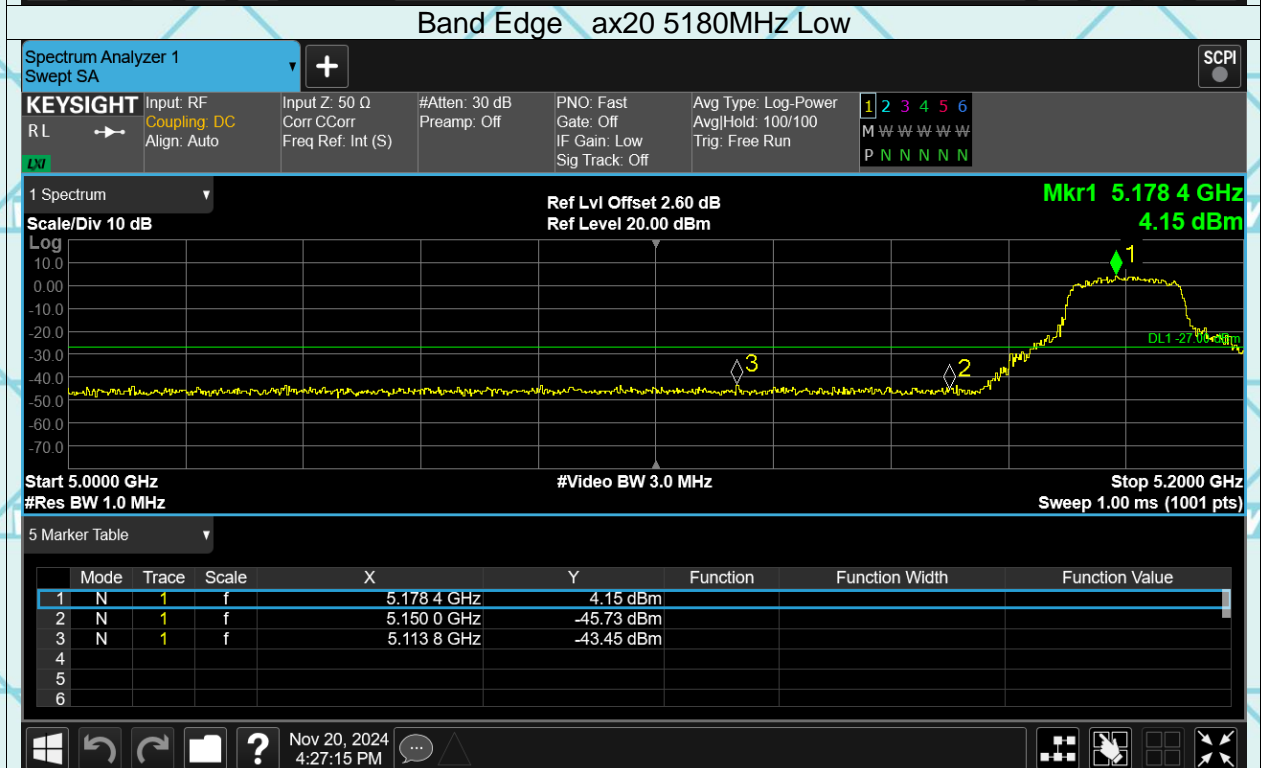 Band Edge ax20 5180MHz Low
Spectrum Analyzer 1
Swept SA
+
SCPI
KEYSIGHT Input: RF Input Z: 50 Ω #Atten: 30 dB PNO: Fast Avg Type: Log-Power 1 2 3 4 5 6
R L Coupling: DC Corr CCorr Preamp: Off Gate: Off Avg|Hold: 100/100 M W W W W W
Align: Auto Freq Ref: Int (S) IF Gain: Low Trig: Free Run P N N N N N
LXI Sig Track: Off
1 Spectrum Ref Lvl Offset 2.60 dB Mkr1 5.178 4 GHz
Scale/Div 10 dB Ref Level 20.00 dBm 4.15 dBm
Log
1
10.0
0.00
-10.0
-20.0
DL1 -27.00 dBm
-30.0
3 2
-40.0
-50.0
-60.0
-70.0
Start 5.0000 GHz #Video BW 3.0 MHz Stop 5.2000 GHz
#Res BW 1.0 MHz Sweep 1.00 ms (1001 pts)
5 Marker Table
Mode Trace Scale X Y Function Function Width Function Value
1 N 1 f 5.178 4 GHz 4.15 dBm
2 N 1 f 5.150 0 GHz -45.73 dBm
3 N 1 f 5.113 8 GHz -43.45 dBm
4
5
6
? Nov 20, 2024
4:27:15 PM